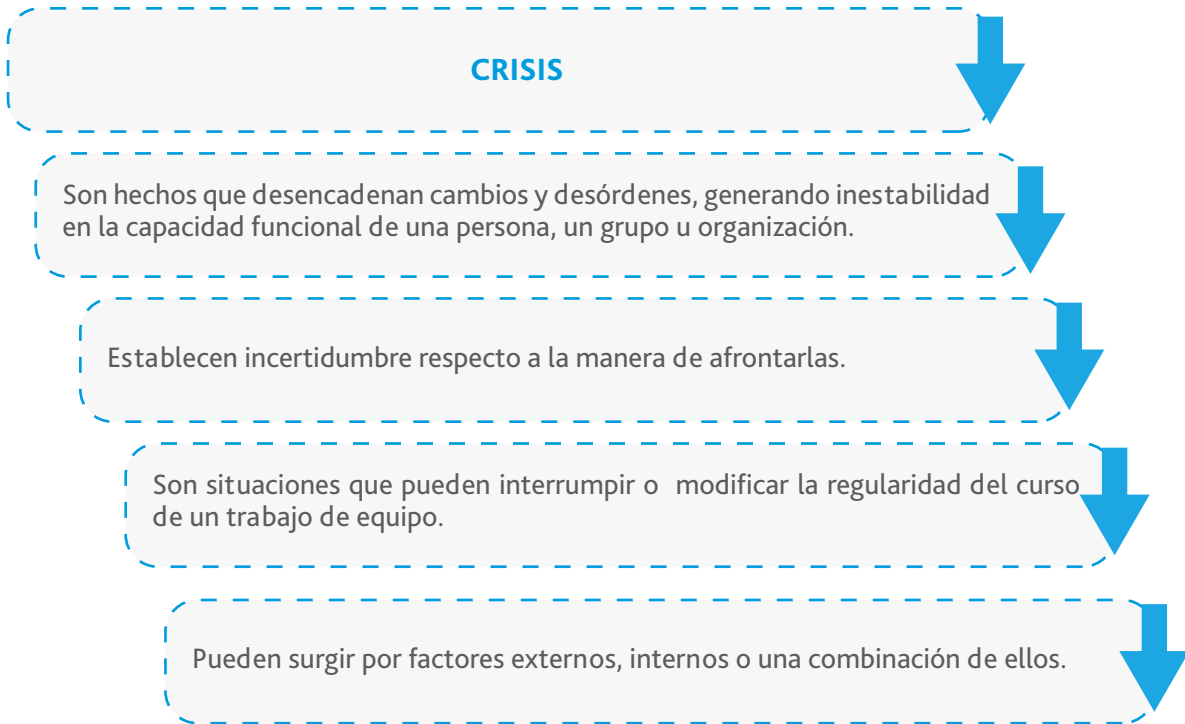 CRISIS
Son hechos que desencadenan cambios y desórdenes, generando inestabilidad
en la capacidad funcional de una persona, un grupo u organización.
Establecen incertidumbre respecto a la manera de afrontarlas.
Son situaciones que pueden interrumpir o modificar la regularidad del curso
de un trabajo de equipo.
Pueden surgir por factores externos, internos o una combinación de ellos.